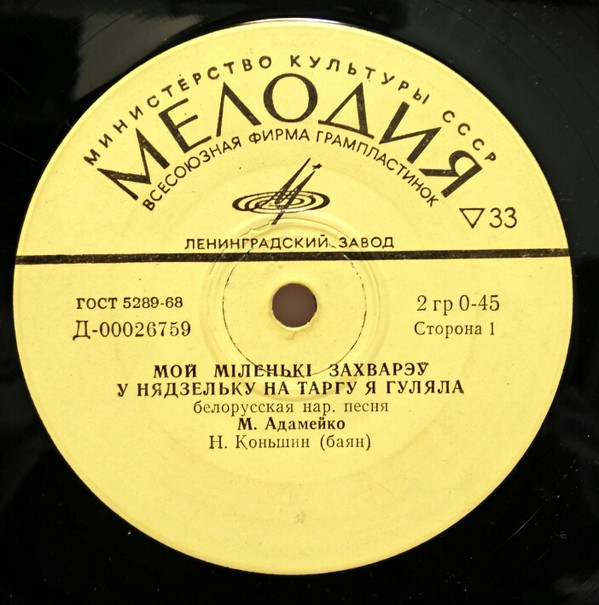 МИНИСТЕРСТВО КУЛЬТУРЫ СССР
МЕЛОДИЯ
ВСЕСОЮЗНАЯ ФИРМА ГРАМПЛАСТИНОК
▽33
ЛЕНИНГРАДСКИЙ ЗАВОД
ГОСТ 5289-68
2 гр 0-45
Д-00026759
Сторона 1
МОЙ МІЛЕНЬКІ ЗАХВАРЭЎ
У НЯДЗЕЛЬКУ НА ТАРГУ Я ГУЛЯЛА
белорусская нар. песня
М. Адамейко
Н. Коньшин (баян)